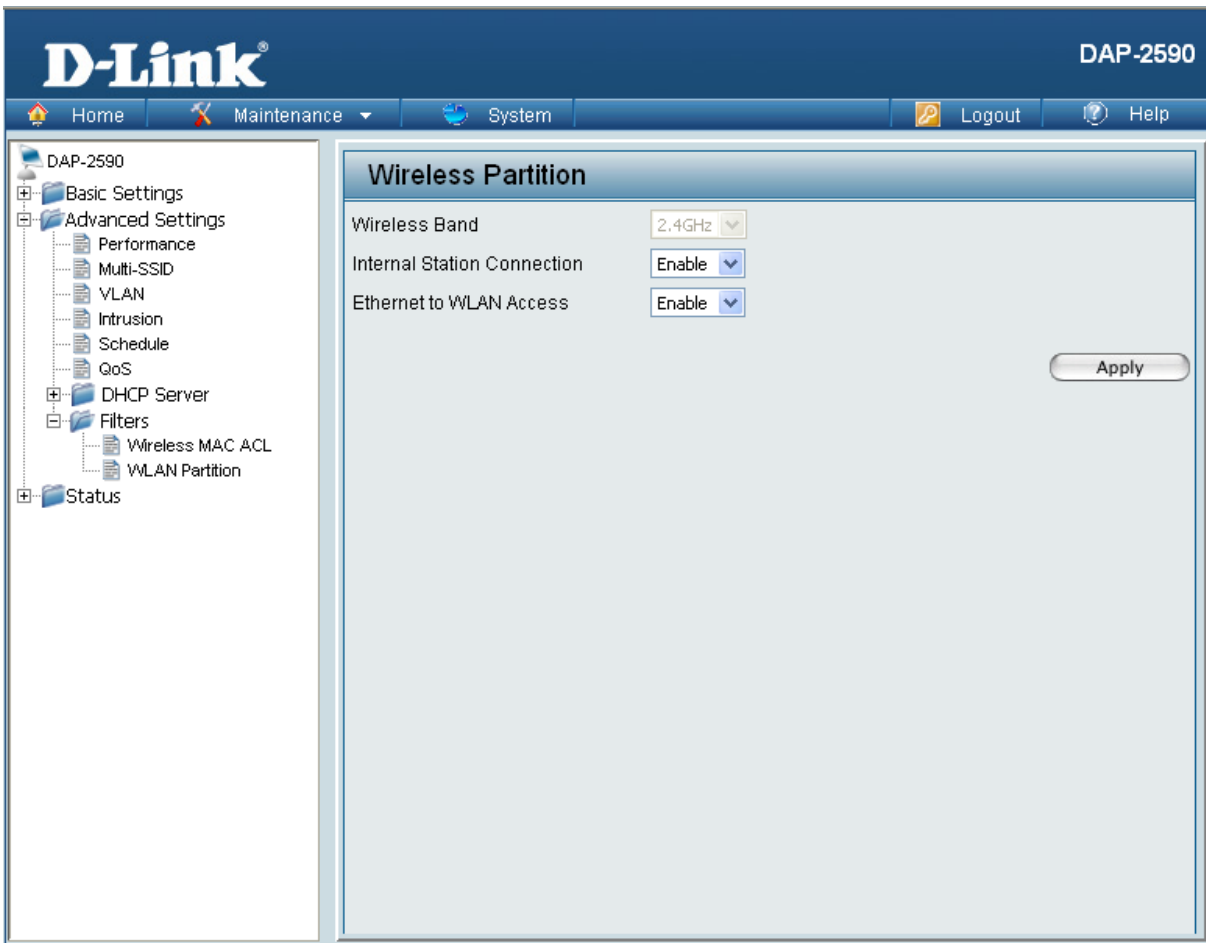 D-Link®
DAP-2590
Home Maintenance System Logout Help
DAP-2590
Basic Settings
Advanced Settings
Performance
Multi-SSID
VLAN
Intrusion
Schedule
QoS
DHCP Server
Filters
Wireless MAC ACL
WLAN Partition
Status
Wireless Partition
Wireless Band 2.4GHz
Internal Station Connection Enable
Ethernet to WLAN Access Enable
Apply